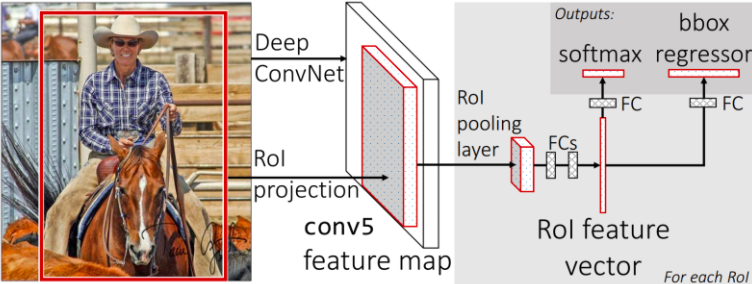 Deep
ConvNet
RoI
projection
conv5
feature map
RoI
pooling
layer
FCs
RoI feature
vector
Outputs:
softmax
bbox
regressor
FC
FC
For each RoI